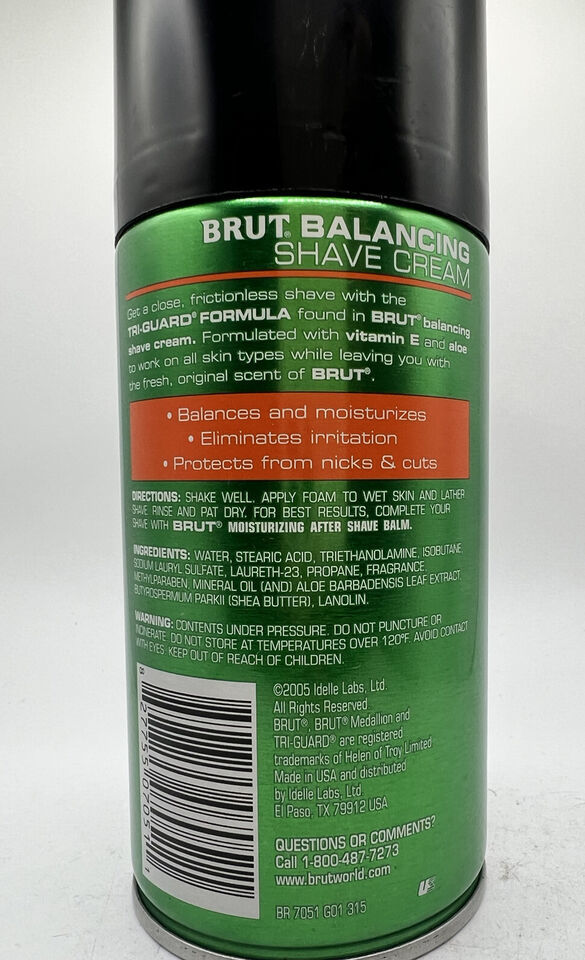 BRUT® BALANCING
SHAVE CREAM
Get a close, frictionless shave with the
TRI-GUARD® FORMULA found in BRUT® balancing
shave cream. Formulated with vitamin E and aloe
to work on all skin types while leaving you with
the fresh, original scent of BRUT®.
• Balances and moisturizes
• Eliminates irritation
• Protects from nicks & cuts
DIRECTIONS: SHAKE WELL. APPLY FOAM TO WET SKIN AND LATHER
SHAVE RINSE AND PAT DRY. FOR BEST RESULTS, COMPLETE YOUR
SHAVE WITH BRUT® MOISTURIZING AFTER SHAVE BALM.
INGREDIENTS: WATER, STEARIC ACID, TRIETHANOLAMINE, ISOBUTANE,
SODIUM LAURYL SULFATE, LAURETH-23, PROPANE, FRAGRANCE,
METHYLPARABEN, MINERAL OIL (AND) ALOE BARBADENSIS LEAF EXTRACT,
BUTYROSPERMUM PARKII (SHEA BUTTER), LANOLIN.
WARNING: CONTENTS UNDER PRESSURE. DO NOT PUNCTURE OR
INCINERATE. DO NOT STORE AT TEMPERATURES OVER 120°F. AVOID CONTACT
WITH EYES. KEEP OUT OF REACH OF CHILDREN.
8 27755 07051 1
©2005 Idelle Labs, Ltd.
All Rights Reserved
BRUT®, BRUT® Medallion and
TRI-GUARD® are registered
trademarks of Helen of Troy Limited
Made in USA and distributed
by Idelle Labs, Ltd.
El Paso, TX 79912 USA
QUESTIONS OR COMMENTS?
Call 1-800-487-7273
www.brutworld.com
BR 7051 G01 315